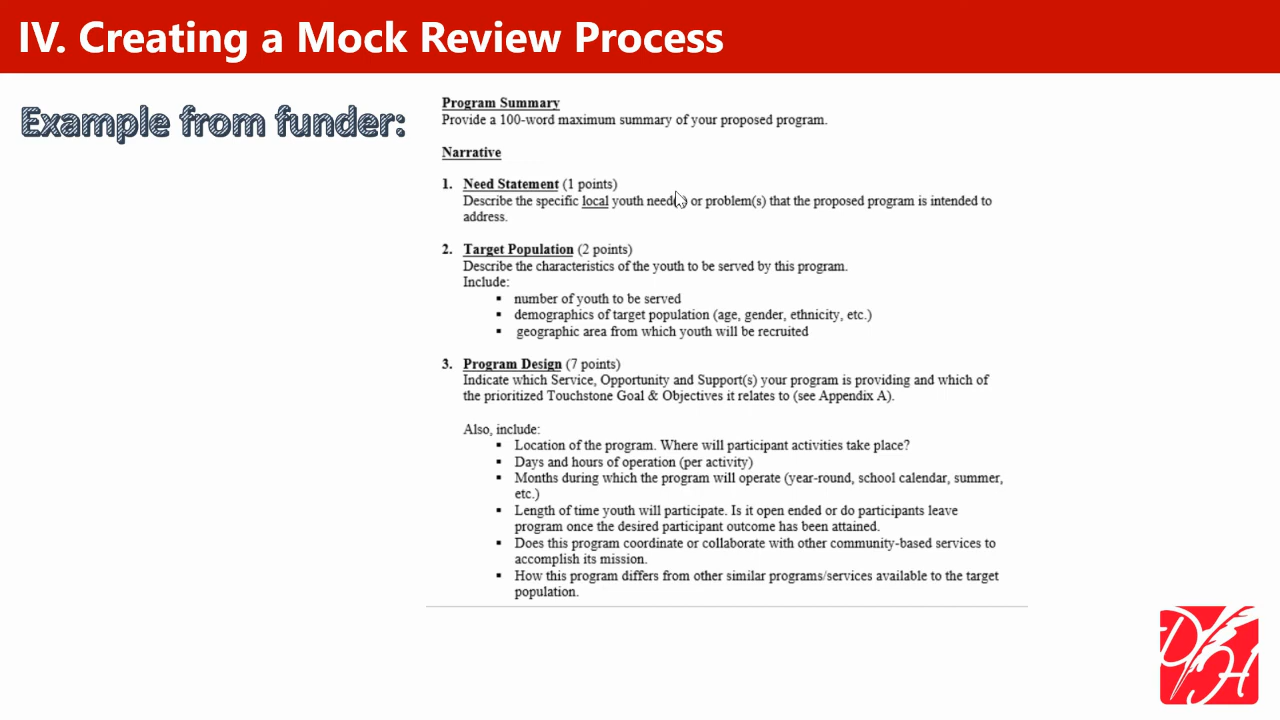 IV. Creating a Mock Review Process
Example from funder:
Program Summary
Provide a 100-word maximum summary of your proposed program.
Narrative
1. Need Statement (1 points)
Describe the specific local youth need(s) or problem(s) that the proposed program is intended to
address.
2. Target Population (2 points)
Describe the characteristics of the youth to be served by this program.
Include:
▪ number of youth to be served
▪ demographics of target population (age, gender, ethnicity, etc.)
▪ geographic area from which youth will be recruited
3. Program Design (7 points)
Indicate which Service, Opportunity and Support(s) your program is providing and which of
the prioritized Touchstone Goal & Objectives it relates to (see Appendix A).
Also, include:
▪ Location of the program. Where will participant activities take place?
▪ Days and hours of operation (per activity)
▪ Months during which the program will operate (year-round, school calendar, summer,
etc.)
▪ Length of time youth will participate. Is it open ended or do participants leave
program once the desired participant outcome has been attained.
▪ Does this program coordinate or collaborate with other community-based services to
accomplish its mission.
▪ How this program differs from other similar programs/services available to the target
population.
DH